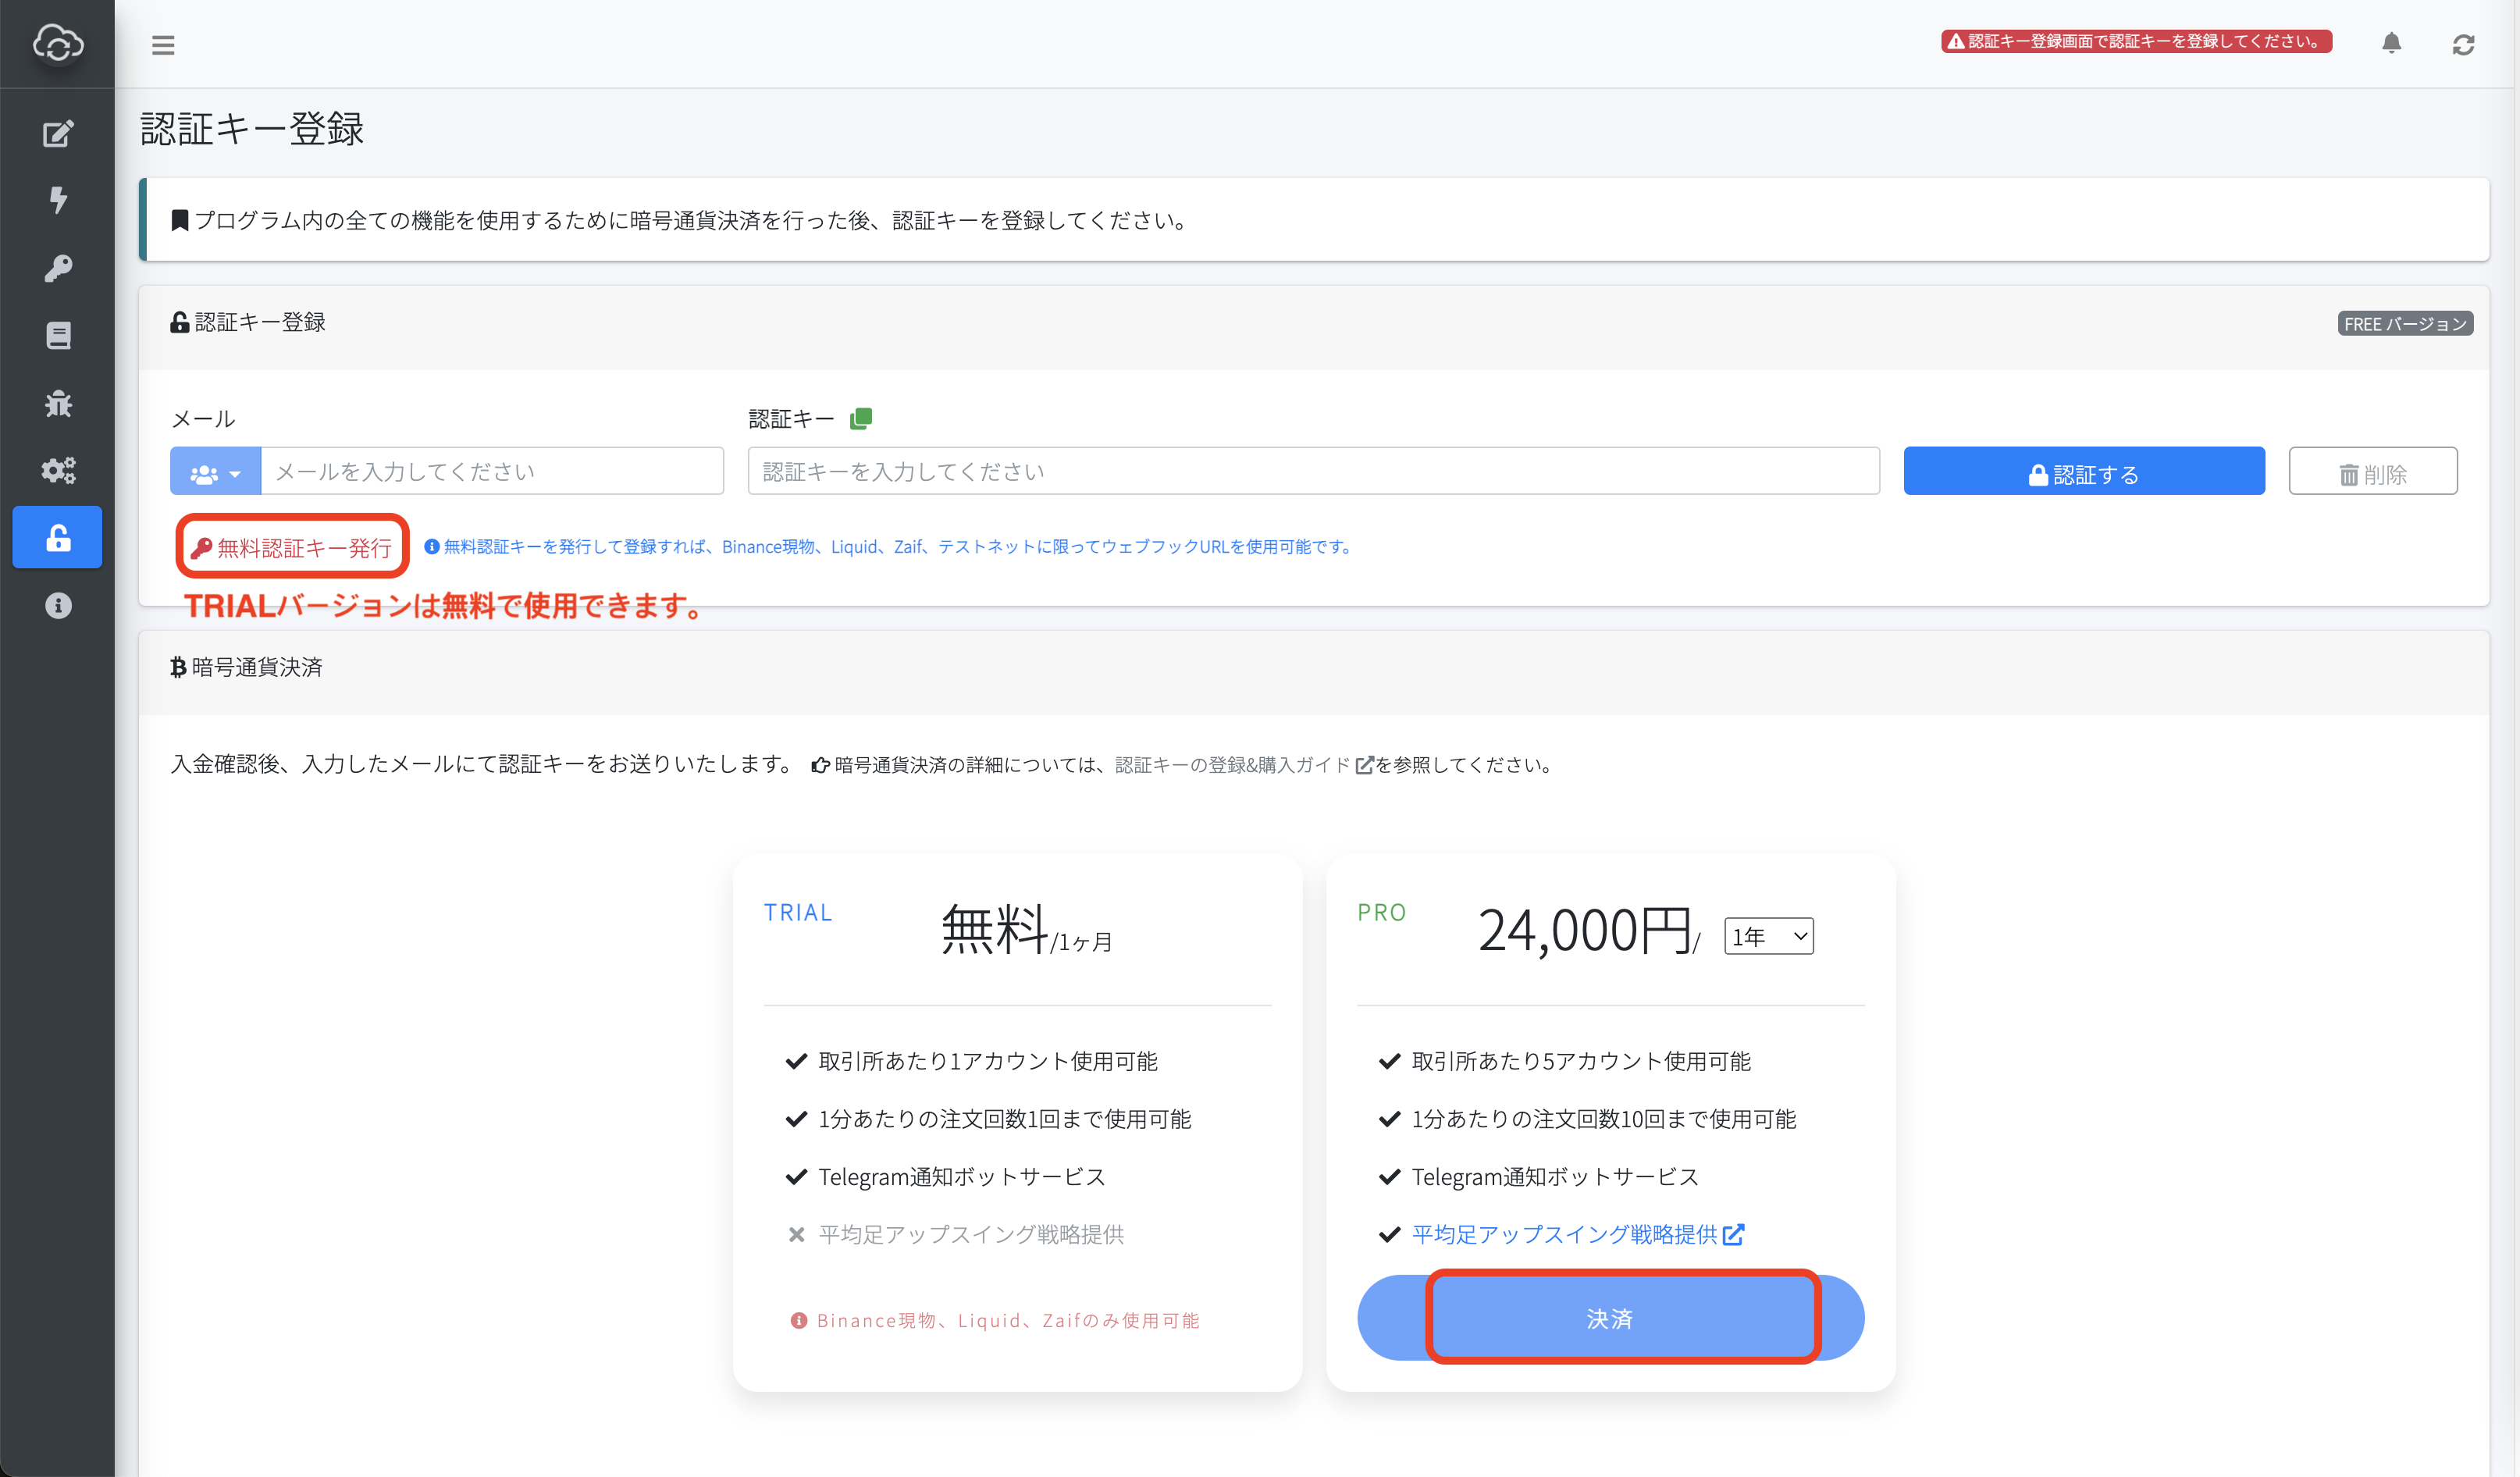 認証キー登録画面で認証キーを登録してください。
認証キー登録
プログラム内の全ての機能を使用するために暗号通貨決済を行った後、認証キーを登録してください。
認証キー登録
FREE バージョン
メール
認証キー
メールを入力してください
認証キーを入力してください
認証する
削除
無料認証キー発行
無料認証キーを発行して登録すれば、Binance現物、Liquid、Zaif、テストネットに限ってウェブフックURLを使用可能です。
TRIALバージョンは無料で使用できます。
暗号通貨決済
入金確認後、入力したメールにて認証キーをお送りいたします。 暗号通貨決済の詳細については、認証キーの登録&購入ガイドを参照してください。
TRIAL
無料/1ヶ月
取引所あたり1アカウント使用可能
1分あたりの注文回数1回まで使用可能
Telegram通知ボットサービス
平均足アップスイング戦略提供
Binance現物、Liquid、Zaifのみ使用可能
PRO
24,000円/ 1年
取引所あたり5アカウント使用可能
1分あたりの注文回数10回まで使用可能
Telegram通知ボットサービス
平均足アップスイング戦略提供
決済